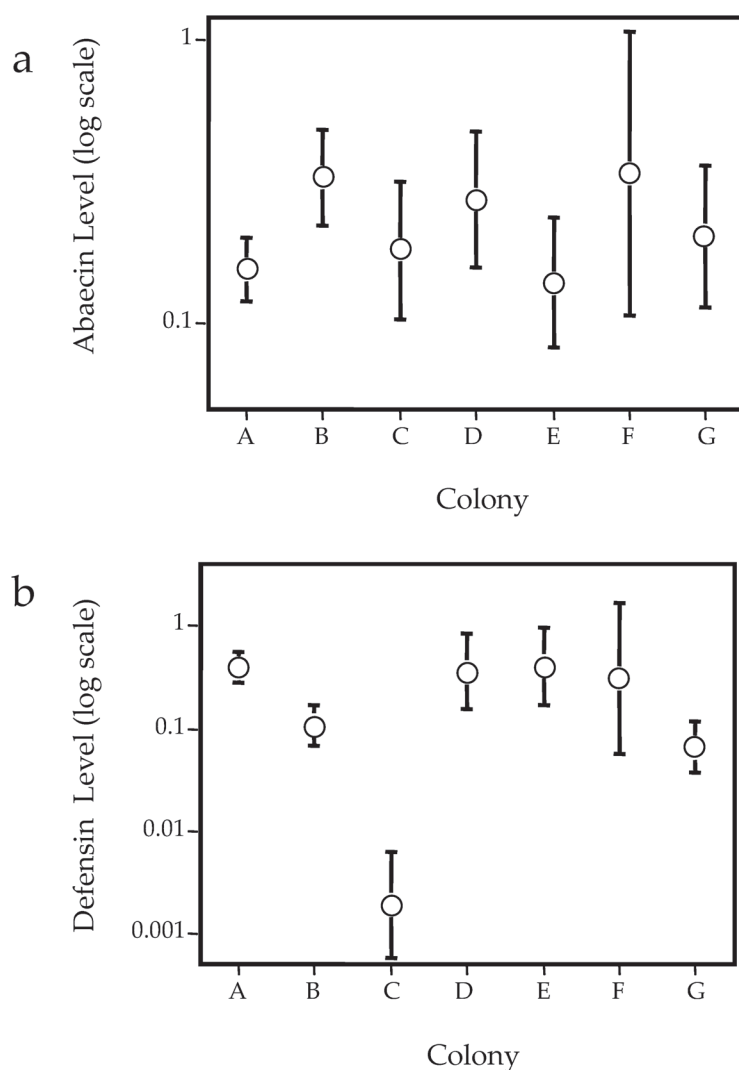 a
Abaecin Level (log scale)
1
0.1
A B C D E F G
Colony
b
Defensin Level (log scale)
1
0.1
0.01
0.001
A B C D E F G
Colony